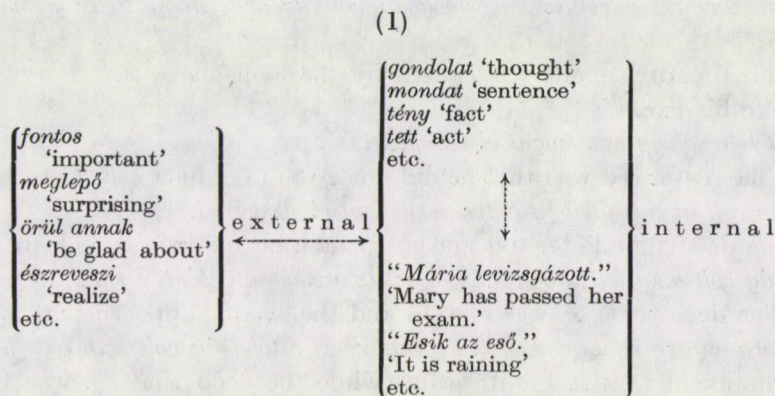 (1)
fontos
'important'
meglepő
'surprising'
örül annak
'be glad about'
észreveszi
'realize'
etc.
external
gondolat 'thought'
mondat 'sentence'
tény 'fact'
tett 'act'
etc.
"Mária levizsgázott."
'Mary has passed her
exam.'
"Esik az eső."
'It is raining'
etc.
internal